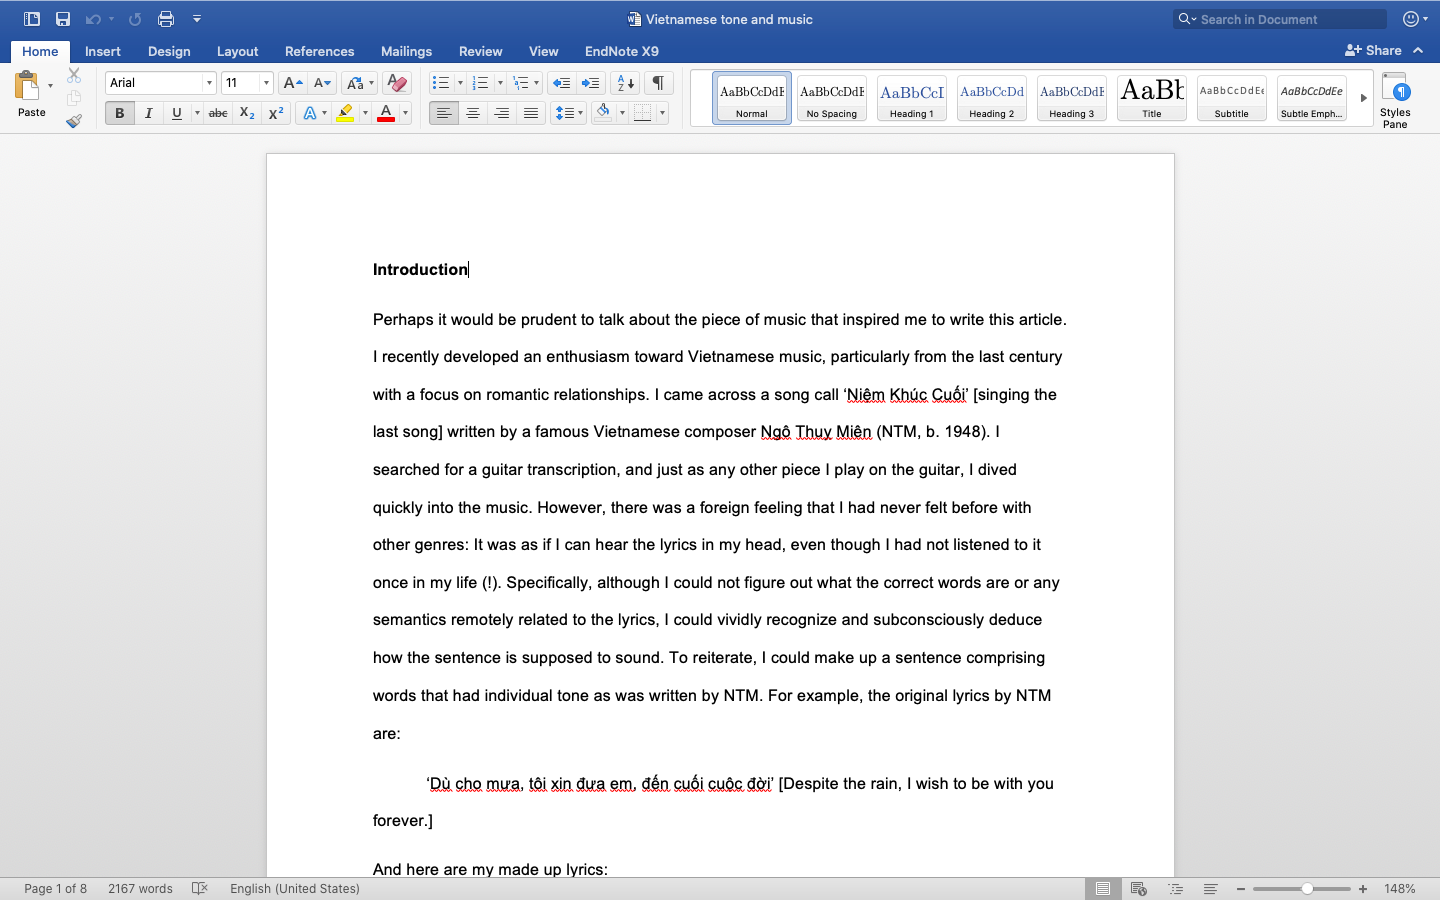 Vietnamese tone and music
Search in Document
Home Insert Design Layout References Mailings Review View EndNote X9
Share
Paste
Arial 11
B I U abc X2 X2
AaBbCcDdE AaBbCcDdE AaBbCcI AaBbCcDd AaBbCcDdE AaBb AaBbCcDdEe AaBbCcDdEe
Normal No Spacing Heading 1 Heading 2 Heading 3 Title Subtitle Subtle Emph...
Styles
Pane
Introduction
Perhaps it would be prudent to talk about the piece of music that inspired me to write this article.
I recently developed an enthusiasm toward Vietnamese music, particularly from the last century
with a focus on romantic relationships. I came across a song call ‘Niệm Khúc Cuối’ [singing the
last song] written by a famous Vietnamese composer Ngô Thuỵ Miên (NTM, b. 1948). I
searched for a guitar transcription, and just as any other piece I play on the guitar, I dived
quickly into the music. However, there was a foreign feeling that I had never felt before with
other genres: It was as if I can hear the lyrics in my head, even though I had not listened to it
once in my life (!). Specifically, although I could not figure out what the correct words are or any
semantics remotely related to the lyrics, I could vividly recognize and subconsciously deduce
how the sentence is supposed to sound. To reiterate, I could make up a sentence comprising
words that had individual tone as was written by NTM. For example, the original lyrics by NTM
are:
‘Dù cho mưa, tôi xin đưa em, đến cuối cuộc đời’ [Despite the rain, I wish to be with you
forever.]
And here are my made up lyrics:
Page 1 of 8 2167 words English (United States) 148%